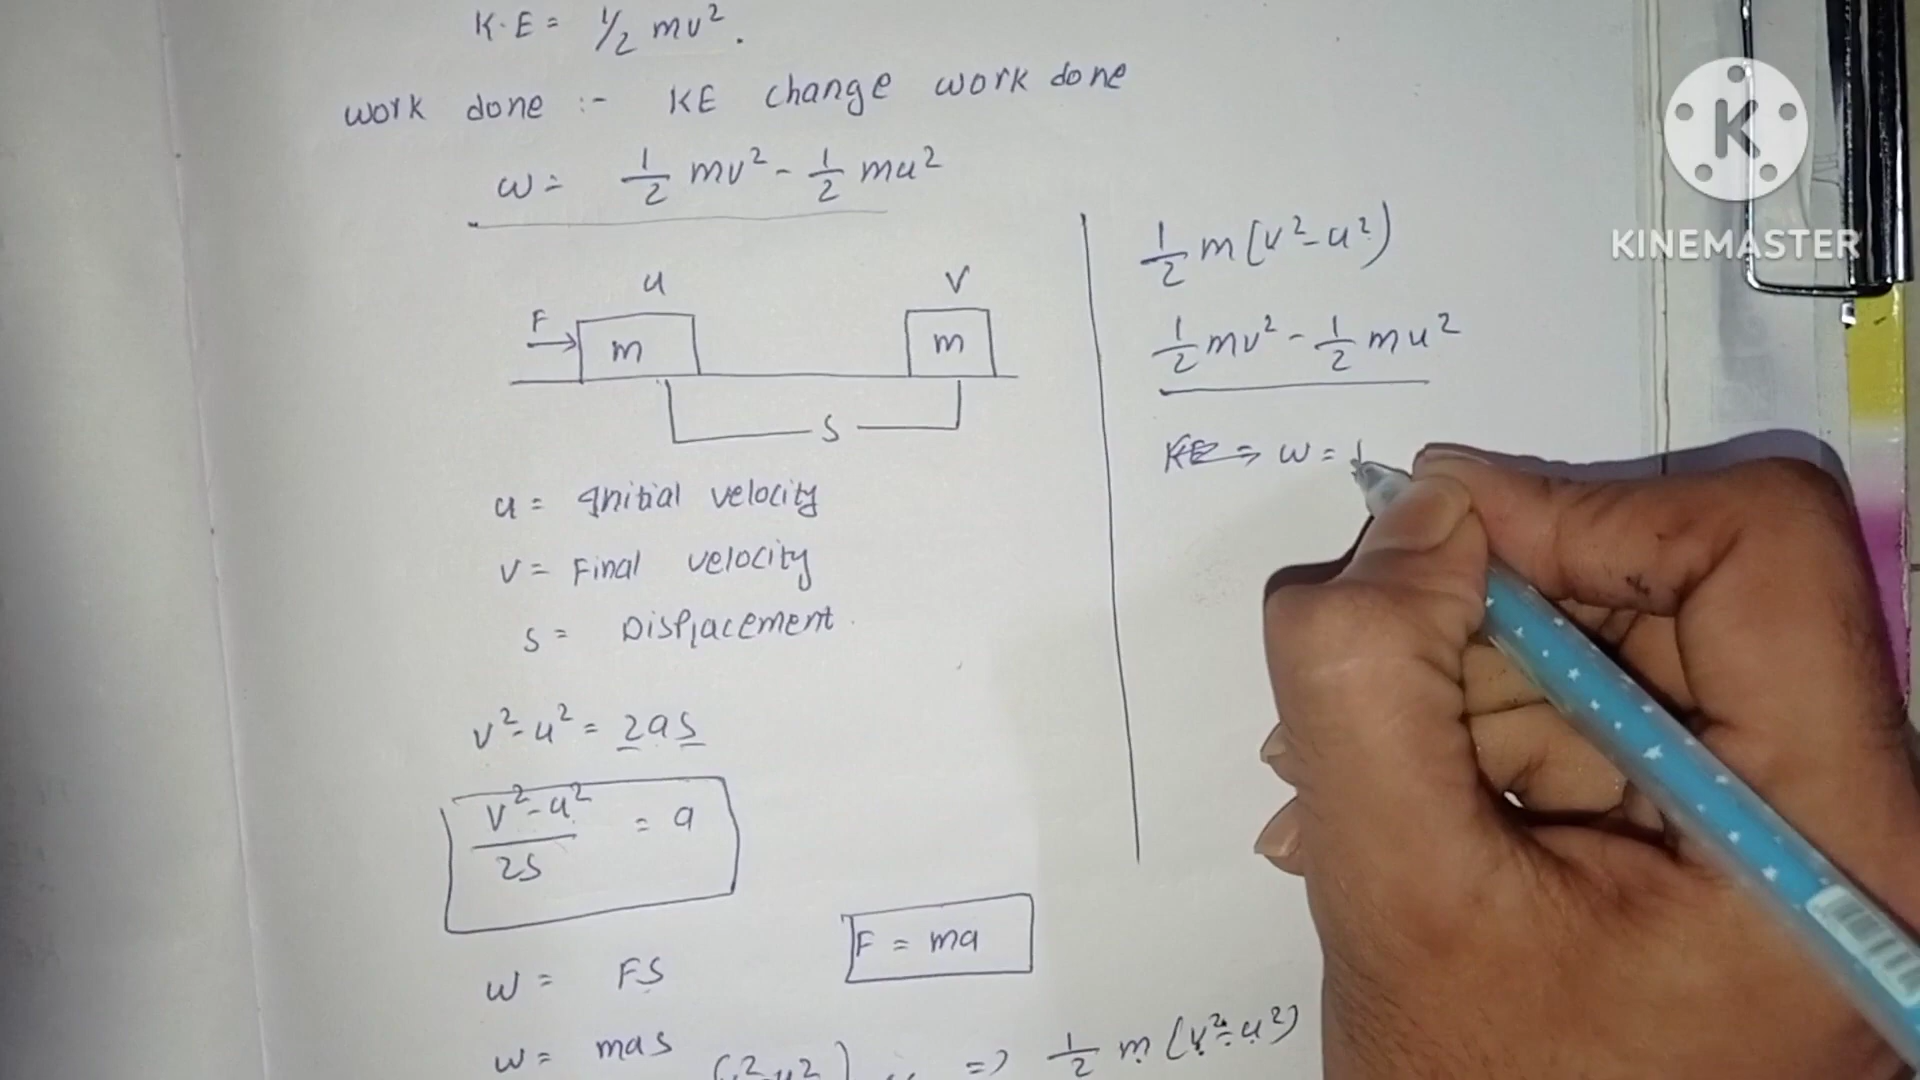 K.E = 1/2 mv².
work done :- KE change work done
w = 1/2 mv² - 1/2 mu²
u
v
F
m
m
s
u = Initial velocity
v = Final velocity
s = Displacement
v² - u² = 2as
v² - u² / 2s = a
w = FS
F = ma
w = mas
=> 1/2 m (v² - u²)
1/2 m (v² - u²)
1/2 mv² - 1/2 mu²
KE => w =
K
KINEMASTER